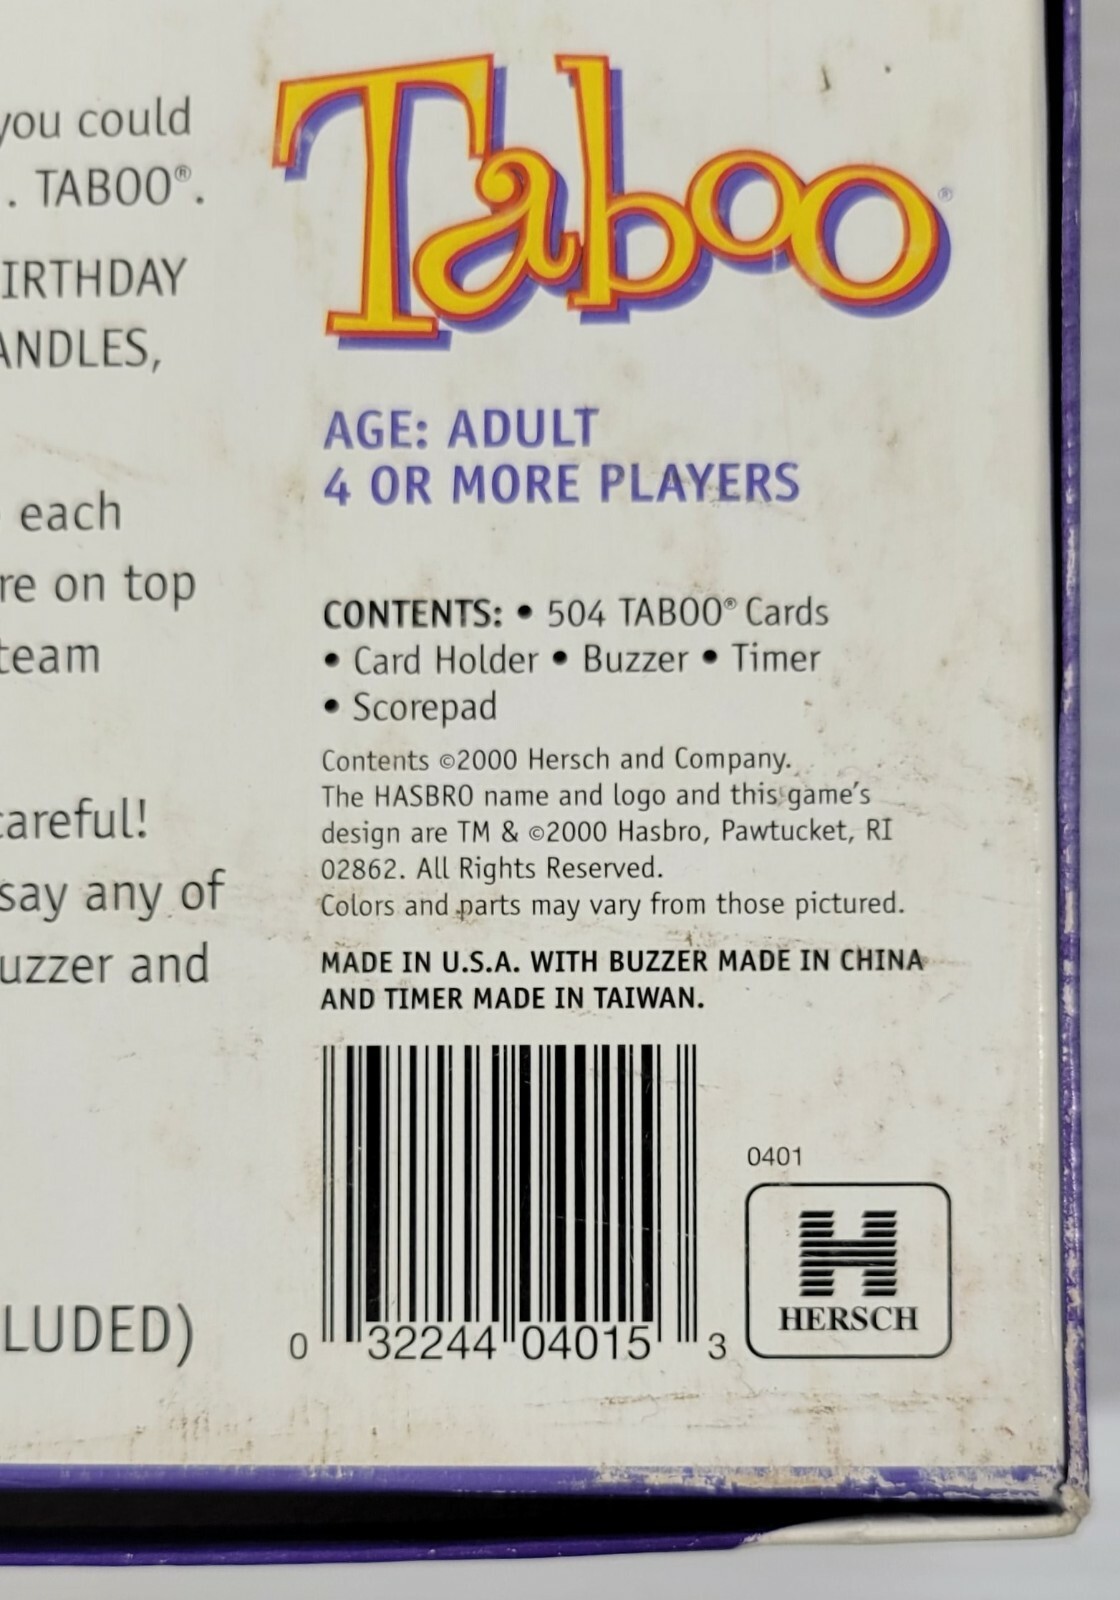 you could
. TABOO®.
IRTHDAY
ANDLES,
each
re on top
team
careful!
say any of
uzzer and
LUDED)
Taboo®
AGE: ADULT
4 OR MORE PLAYERS
CONTENTS: • 504 TABOO® Cards
• Card Holder • Buzzer • Timer
• Scorepad
Contents ©2000 Hersch and Company.
The HASBRO name and logo and this game's
design are TM & ©2000 Hasbro, Pawtucket, RI
02862. All Rights Reserved.
Colors and parts may vary from those pictured.
MADE IN U.S.A. WITH BUZZER MADE IN CHINA
AND TIMER MADE IN TAIWAN.
0 32244 04015 3
0401
H
HERSCH